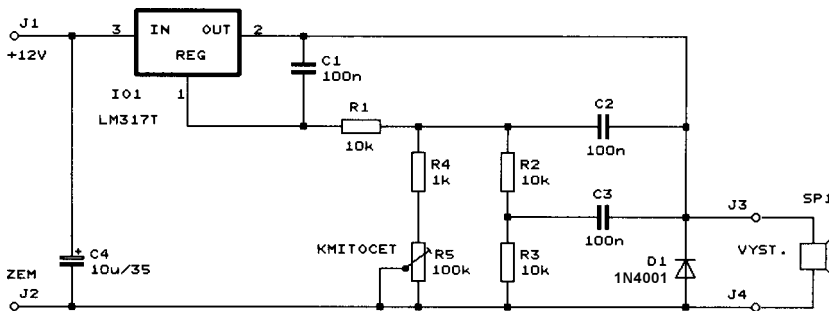 J1
+12V
3
IN
OUT
REG
2
1
IO1
LM317T
C1
100n
R1
10k
C2
100n
R4
1k
R2
10k
C3
100n
KMITOCET
R5
100k
R3
10k
D1
1N4001
J3
SP1
VYST.
J4
+
C4
10u/35
ZEM
J2